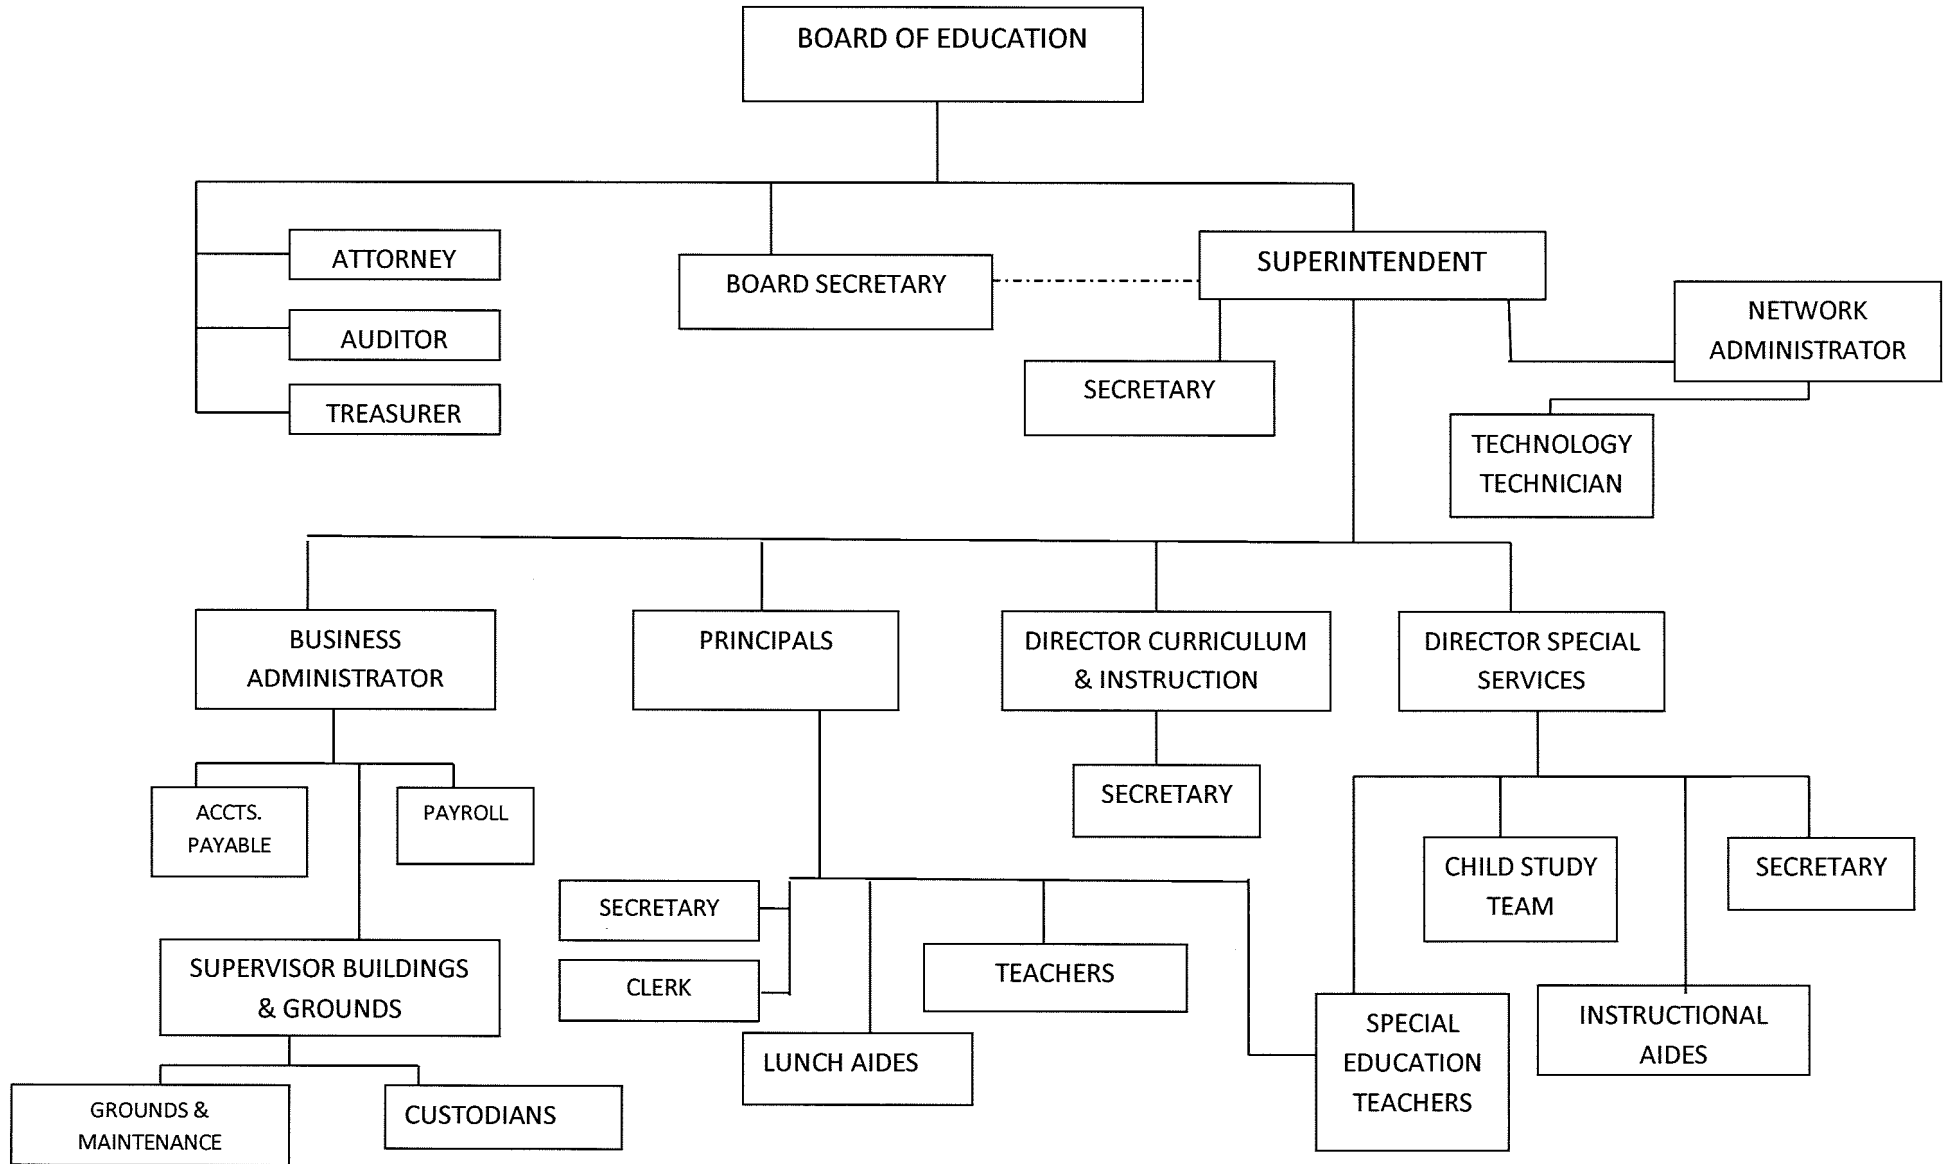 BOARD OF EDUCATION
ATTORNEY
AUDITOR
TREASURER
BOARD SECRETARY
SUPERINTENDENT
SECRETARY
NETWORK
ADMINISTRATOR
TECHNOLOGY
TECHNICIAN
BUSINESS
ADMINISTRATOR
PRINCIPALS
DIRECTOR CURRICULUM
& INSTRUCTION
DIRECTOR SPECIAL
SERVICES
ACCTS.
PAYABLE
PAYROLL
SECRETARY
SECRETARY
CLERK
LUNCH AIDES
TEACHERS
CHILD STUDY
TEAM
SECRETARY
SUPERVISOR BUILDINGS
& GROUNDS
SPECIAL
EDUCATION
TEACHERS
INSTRUCTIONAL
AIDES
GROUNDS &
MAINTENANCE
CUSTODIANS